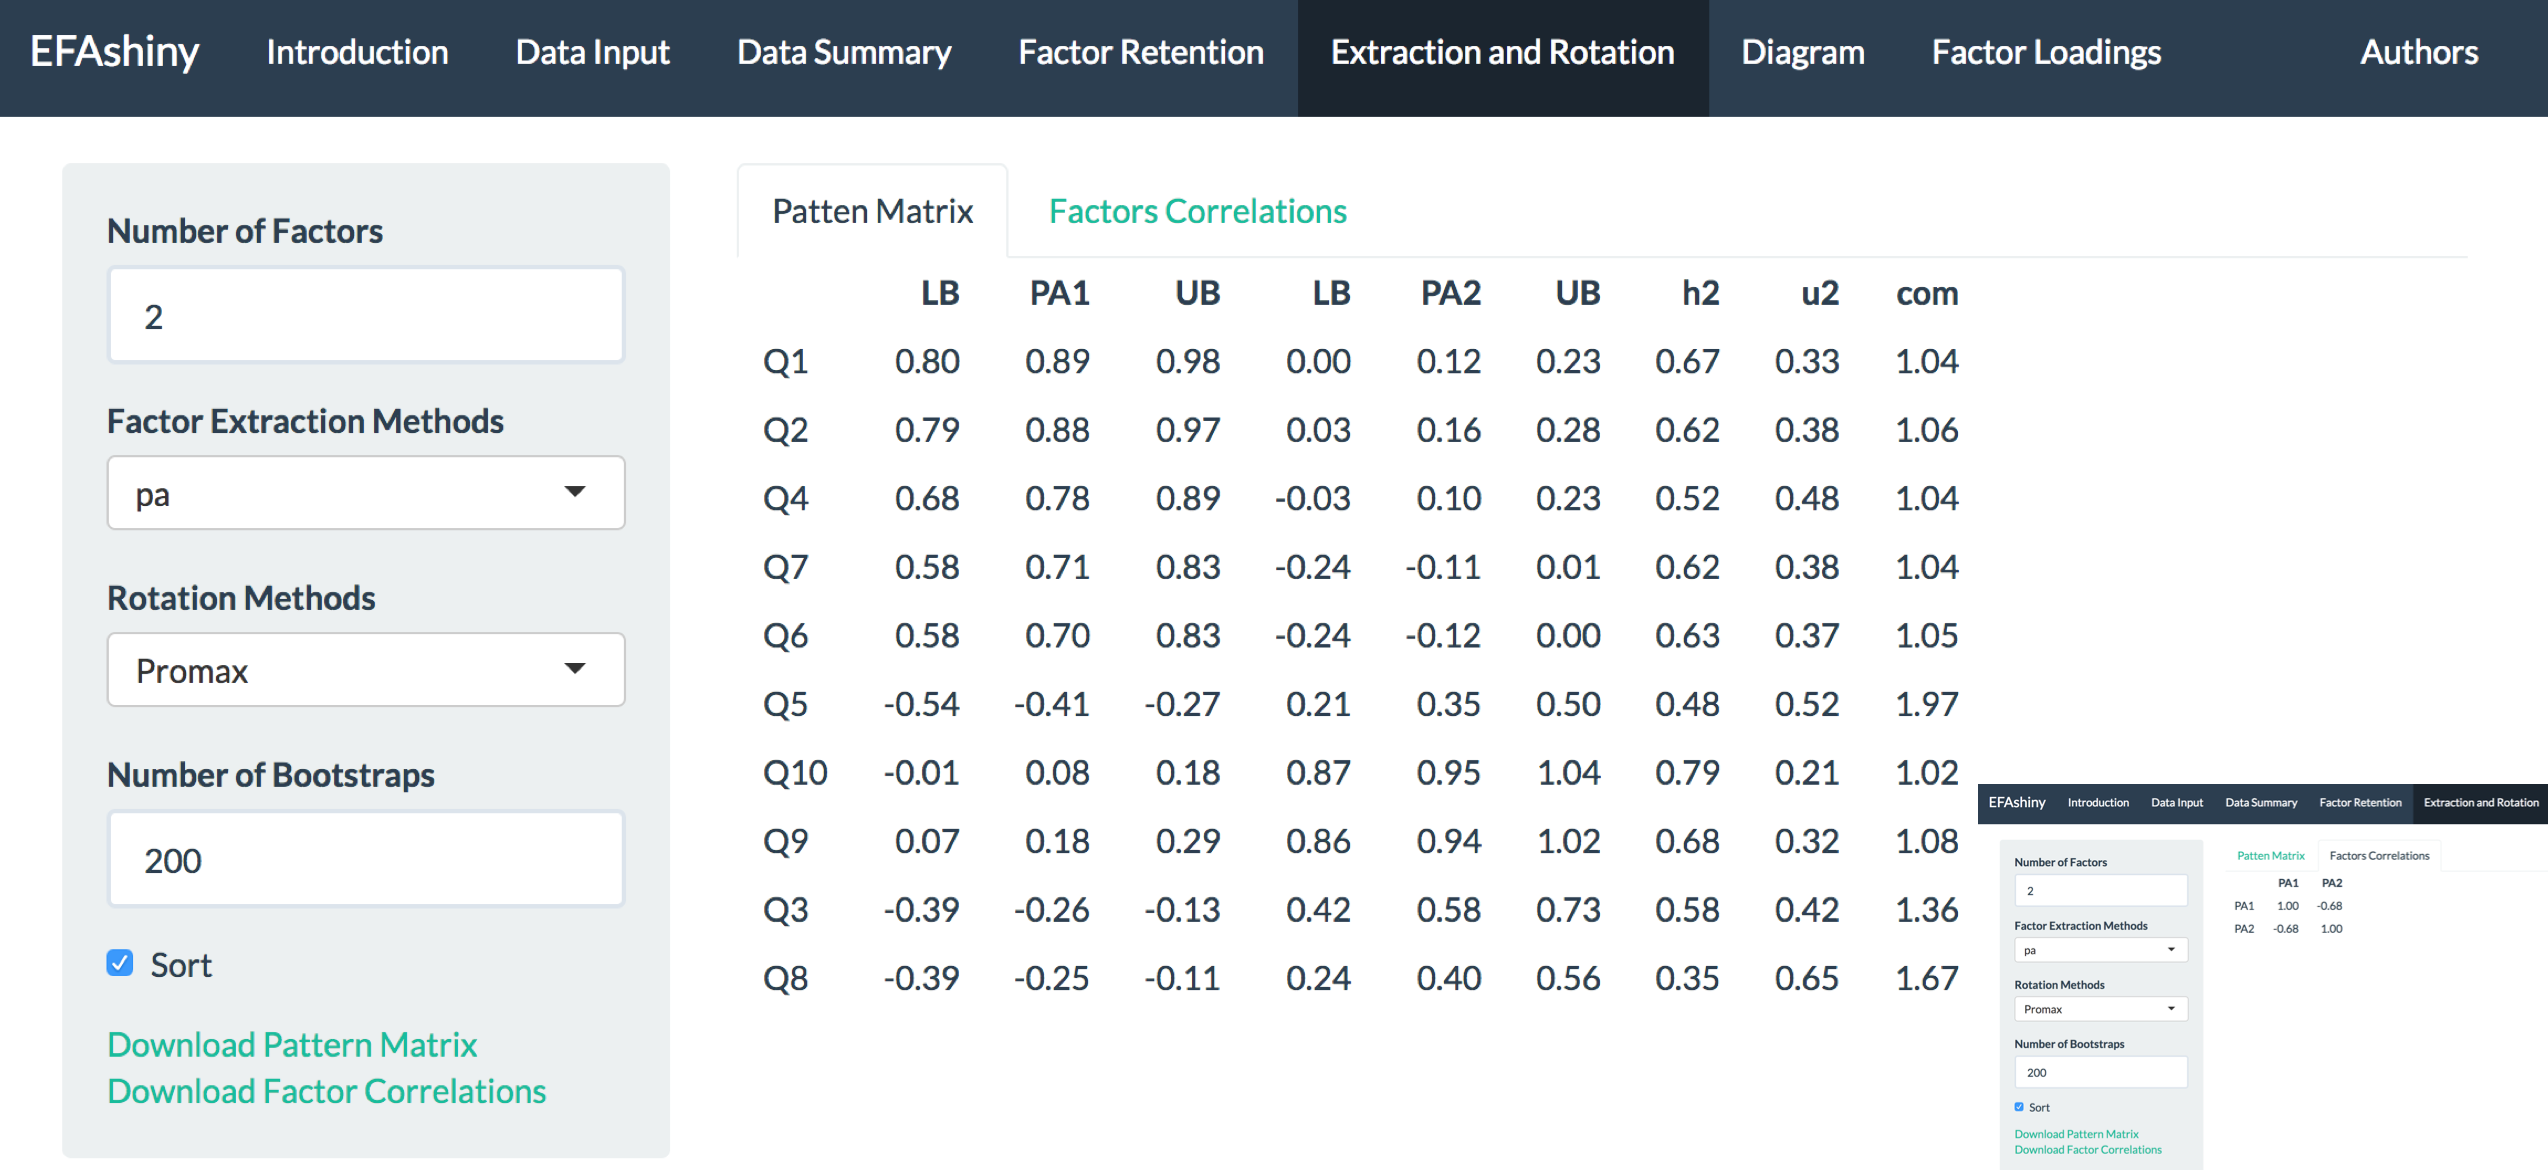 EFAshiny Introduction Data Input Data Summary Factor Retention Extraction and Rotation Diagram Factor Loadings Authors
Number of Factors
2
Factor Extraction Methods
pa
Rotation Methods
Promax
Number of Bootstraps
200
Sort
Download Pattern Matrix
Download Factor Correlations
Patten Matrix Factors Correlations
LB PA1 UB LB PA2 UB h2 u2 com
Q1 0.80 0.89 0.98 0.00 0.12 0.23 0.67 0.33 1.04
Q2 0.79 0.88 0.97 0.03 0.16 0.28 0.62 0.38 1.06
Q4 0.68 0.78 0.89 -0.03 0.10 0.23 0.52 0.48 1.04
Q7 0.58 0.71 0.83 -0.24 -0.11 0.01 0.62 0.38 1.04
Q6 0.58 0.70 0.83 -0.24 -0.12 0.00 0.63 0.37 1.05
Q5 -0.54 -0.41 -0.27 0.21 0.35 0.50 0.48 0.52 1.97
Q10 -0.01 0.08 0.18 0.87 0.95 1.04 0.79 0.21 1.02
Q9 0.07 0.18 0.29 0.86 0.94 1.02 0.68 0.32 1.08
Q3 -0.39 -0.26 -0.13 0.42 0.58 0.73 0.58 0.42 1.36
Q8 -0.39 -0.25 -0.11 0.24 0.40 0.56 0.35 0.65 1.67
EFAshiny Introduction Data Input Data Summary Factor Retention Extraction and Rotation
Number of Factors
2
Factor Extraction Methods
pa
Rotation Methods
Promax
Number of Bootstraps
200
Sort
Download Pattern Matrix
Download Factor Correlations
Patten Matrix Factors Correlations
PA1 PA2
PA1 1.00 -0.68
PA2 -0.68 1.00